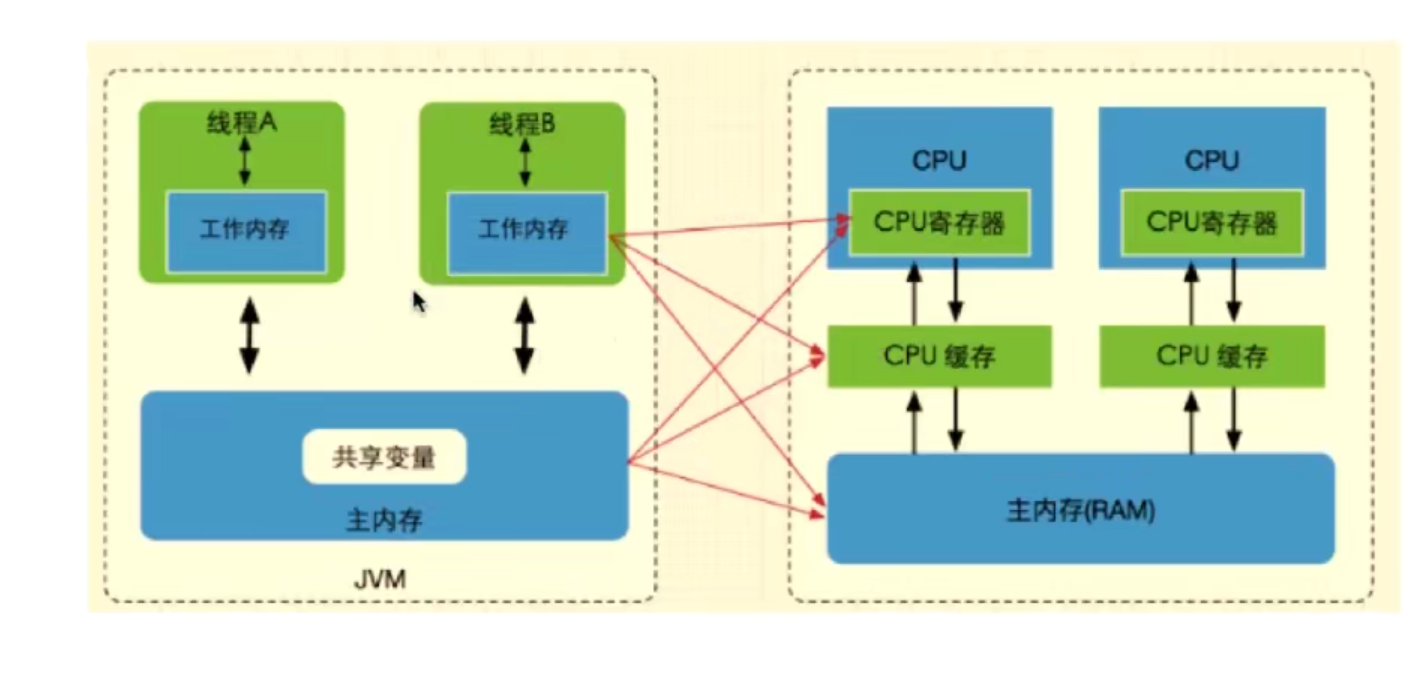 线程A
线程B
工作内存
工作内存
共享变量
主内存
JVM
CPU
CPU
CPU寄存器
CPU寄存器
CPU 缓存
CPU 缓存
主内存(RAM)